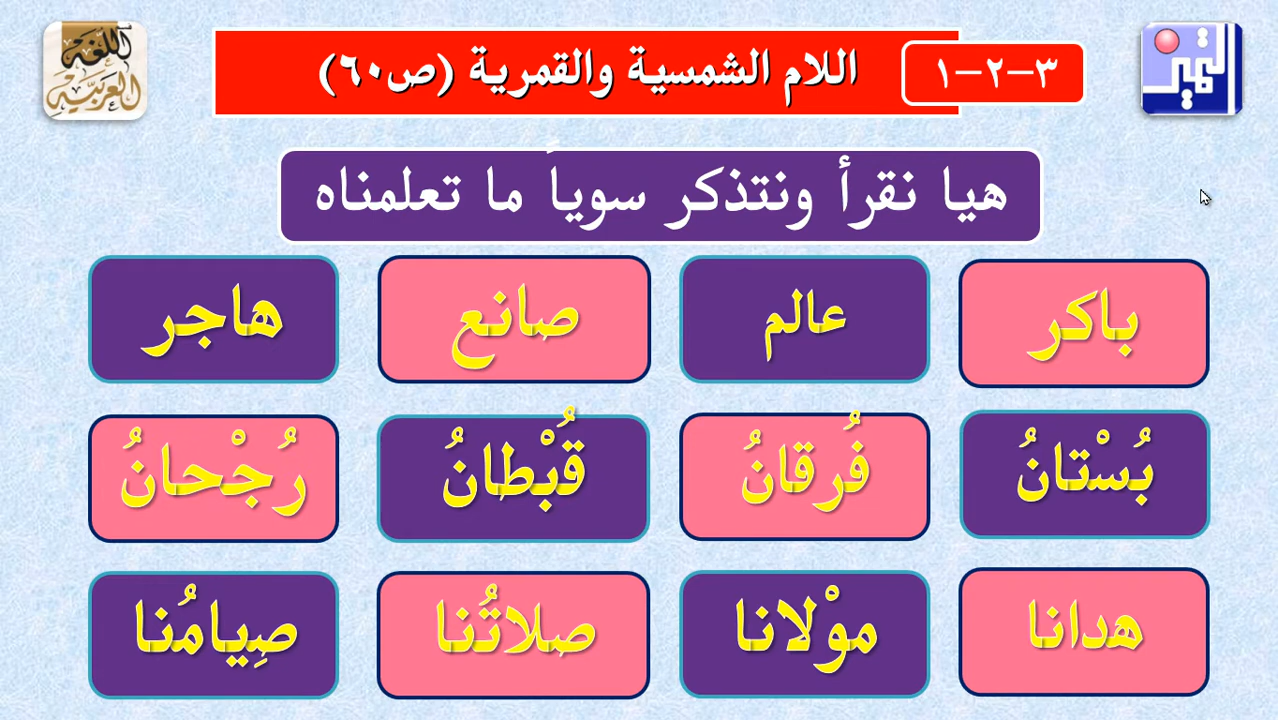 اللغة العربية
٣-٢-١ اللام الشمسية والقمرية (ص٦٠)
التميز
هيا نقرأ ونتذكر سوياَ ما تعلمناه
باكر عالم صانع هاجر
بُسْتانُ فُرقانُ قُبْطانُ رُجْحانُ
هدانا موْلانا صلاتُنا صِيامُنا